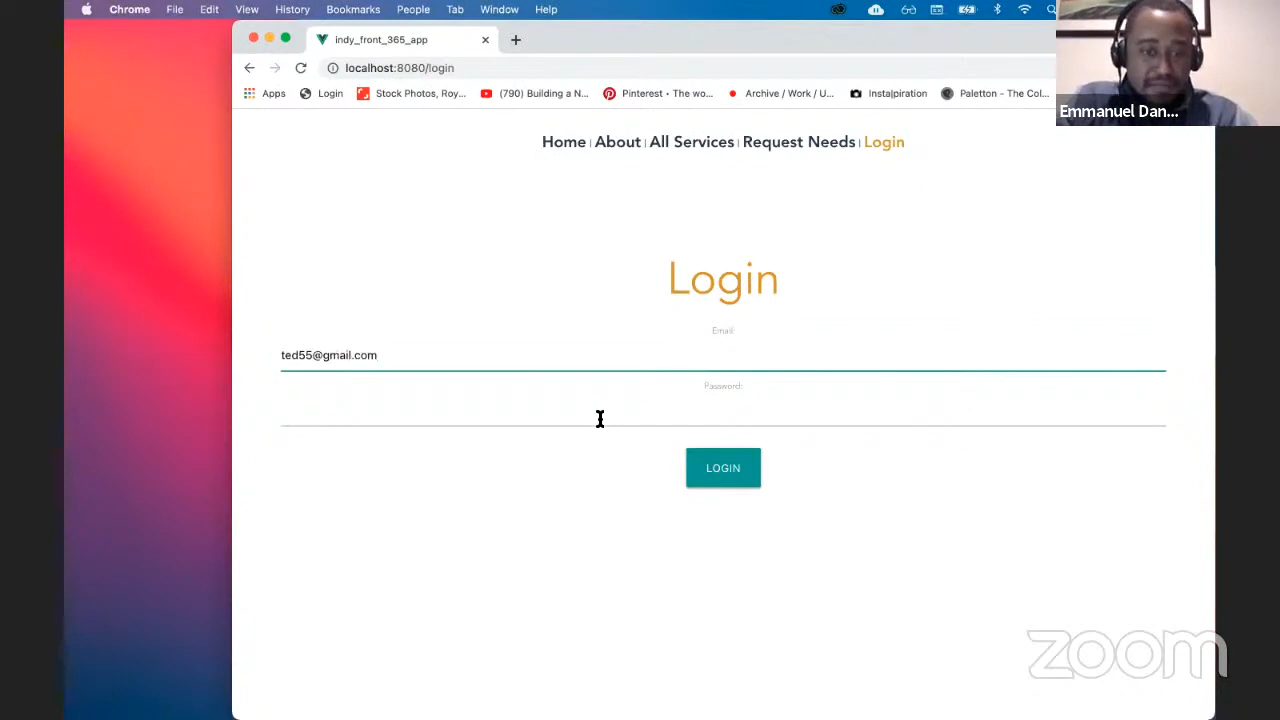 Chrome File Edit View History Bookmarks People Tab Window Help
indy_front_365_app
localhost:8080/login
Apps Login Stock Photos, Roy... (790) Building a N... Pinterest • The wo... Archive / Work / U... Insta|piration Paletton - The Col...
Emmanuel Dan...
Home | About | All Services | Request Needs | Login
Login
Email:
ted55@gmail.com
Password:
LOGIN
zoom